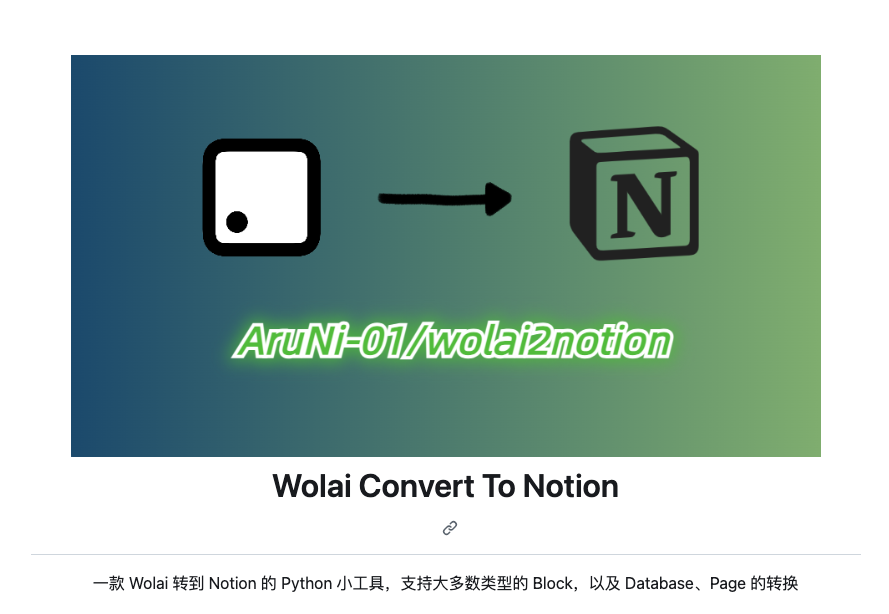 N
AruNi-01/wolai2notion
Wolai Convert To Notion
一款 Wolai 转到 Notion 的 Python 小工具，支持大多数类型的 Block，以及 Database、Page 的转换